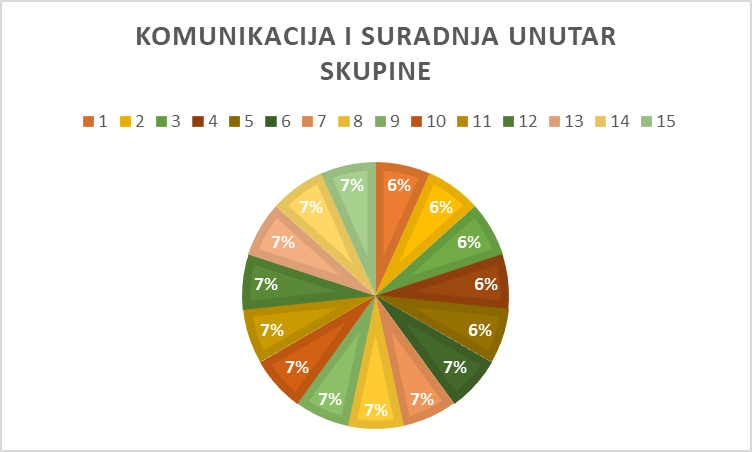 KOMUNIKACIJA I SURADNJA UNUTAR
SKUPINE
1 2 3 4 5 6 7 8 9 10 11 12 13 14 15
7% 6%
7% 6%
7% 6%
7% 6%
7% 6%
7% 7%
7% 7% 7%